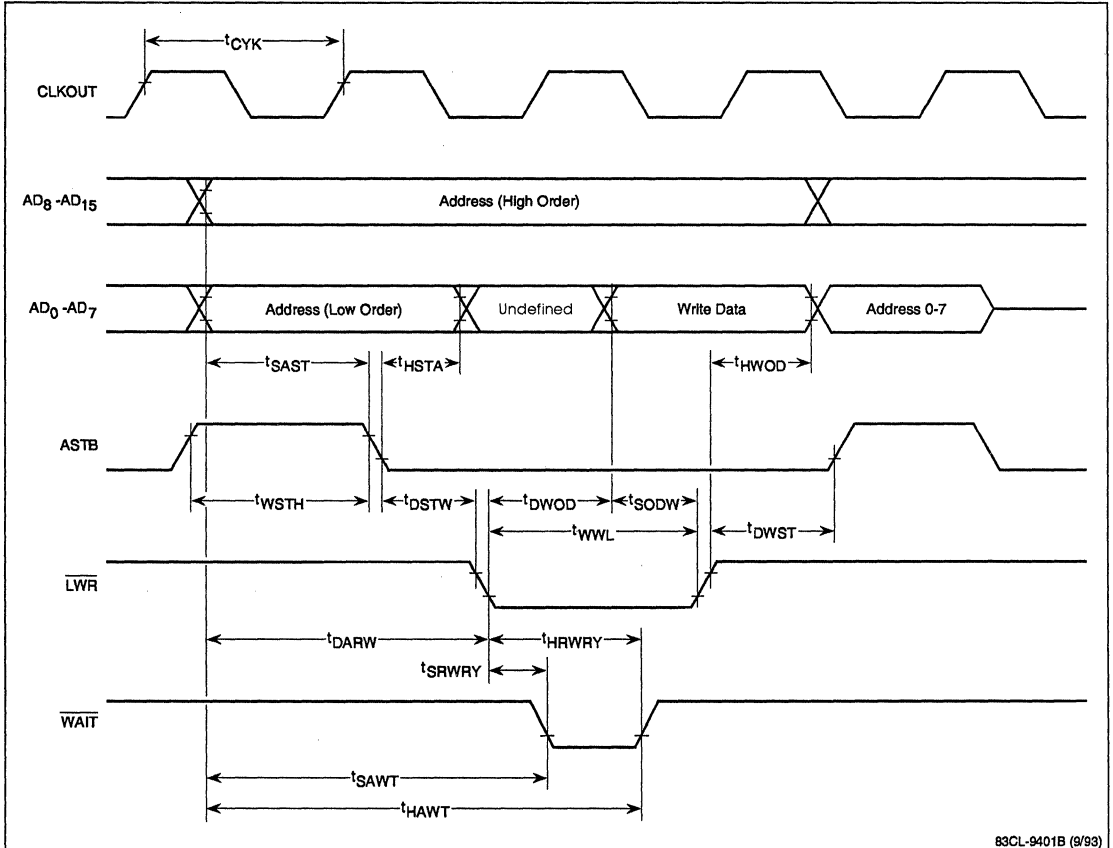 tCYK
CLKOUT
AD8 -AD15
Address (High Order)
AD0 -AD7
Address (Low Order)
Undefined
Write Data
Address 0-7
tSAST
tHSTA
tHWOD
ASTB
tWSTH
tDSTW
tDWOD
tSODW
tWWL
tDWST
LWR
tDARW
tHRWRY
tSRWRY
WAIT
tSAWT
tHAWT
83CL-9401B (9/93)